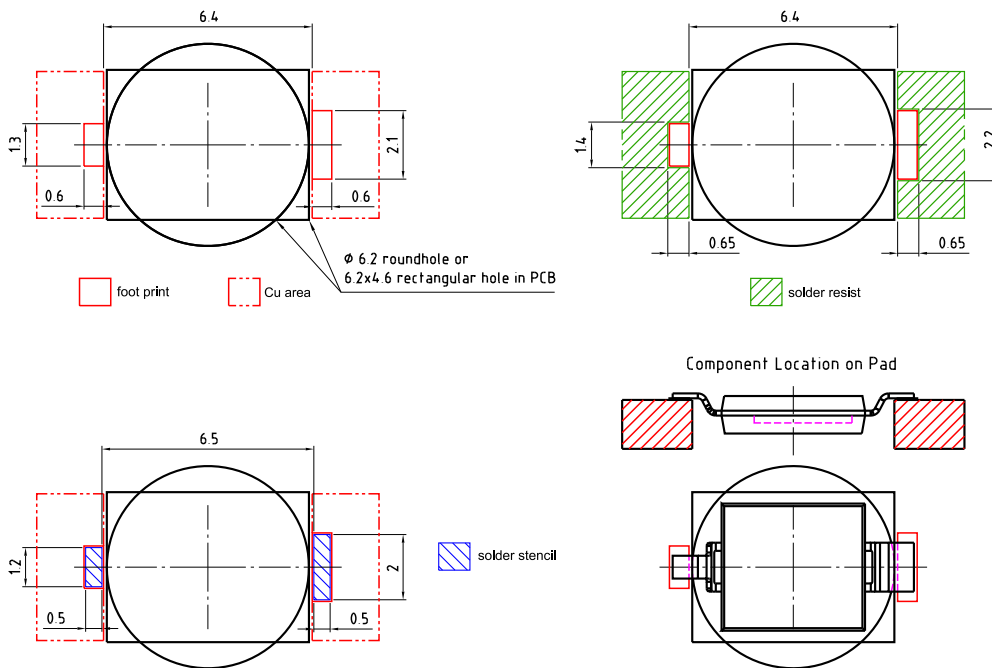 6.4
1.3
2.1
0.6
0.6
ϕ 6.2 roundhole or
6.2x4.6 rectangular hole in PCB
foot print
Cu area
6.4
1.4
2.2
0.65
0.65
solder resist
6.5
1.2
2
0.5
0.5
solder stencil
Component Location on Pad